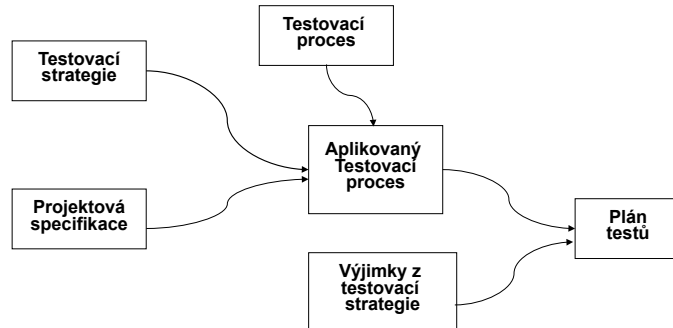 Testovací
proces
Testovací
strategie
Aplikovaný
Testovací
proces
Projektová
specifikace
Plán
testů
Výjimky z
testovací
strategie